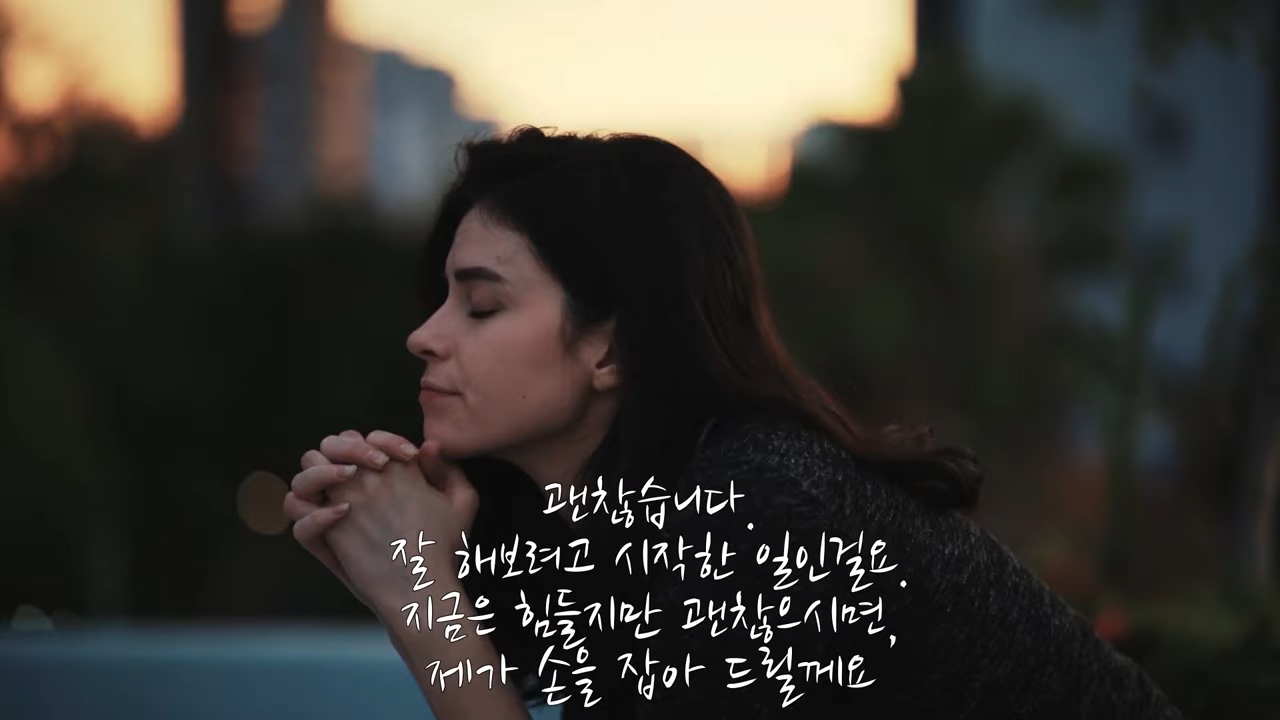 괜찮습니다.
잘 해보려고 시작한 일인걸요.
지금은 힘들지만 괜찮으시면,
제가 손을 잡아 드릴께요